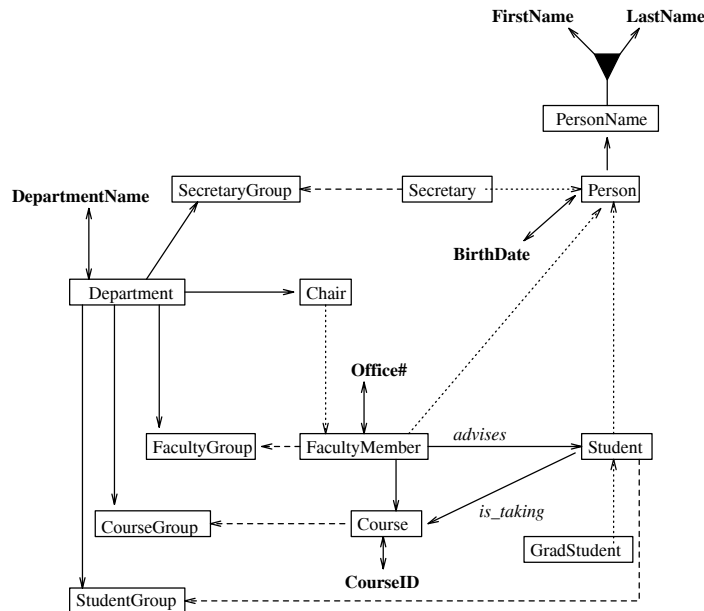 FirstName
LastName
PersonName
SecretaryGroup
Secretary
Person
DepartmentName
BirthDate
Department
Chair
Office#
FacultyGroup
FacultyMember
advises
Student
CourseGroup
Course
is_taking
GradStudent
CourseID
StudentGroup